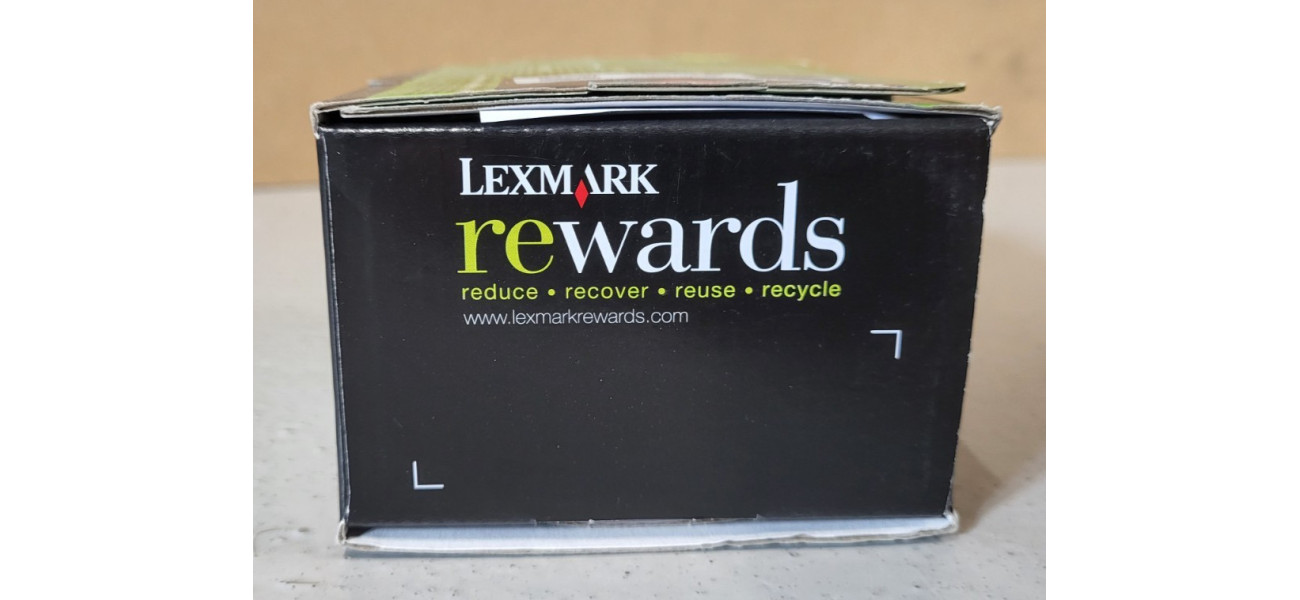 LEXMARK
rewards
reduce • recover • reuse • recycle
www.lexmarkrewards.com